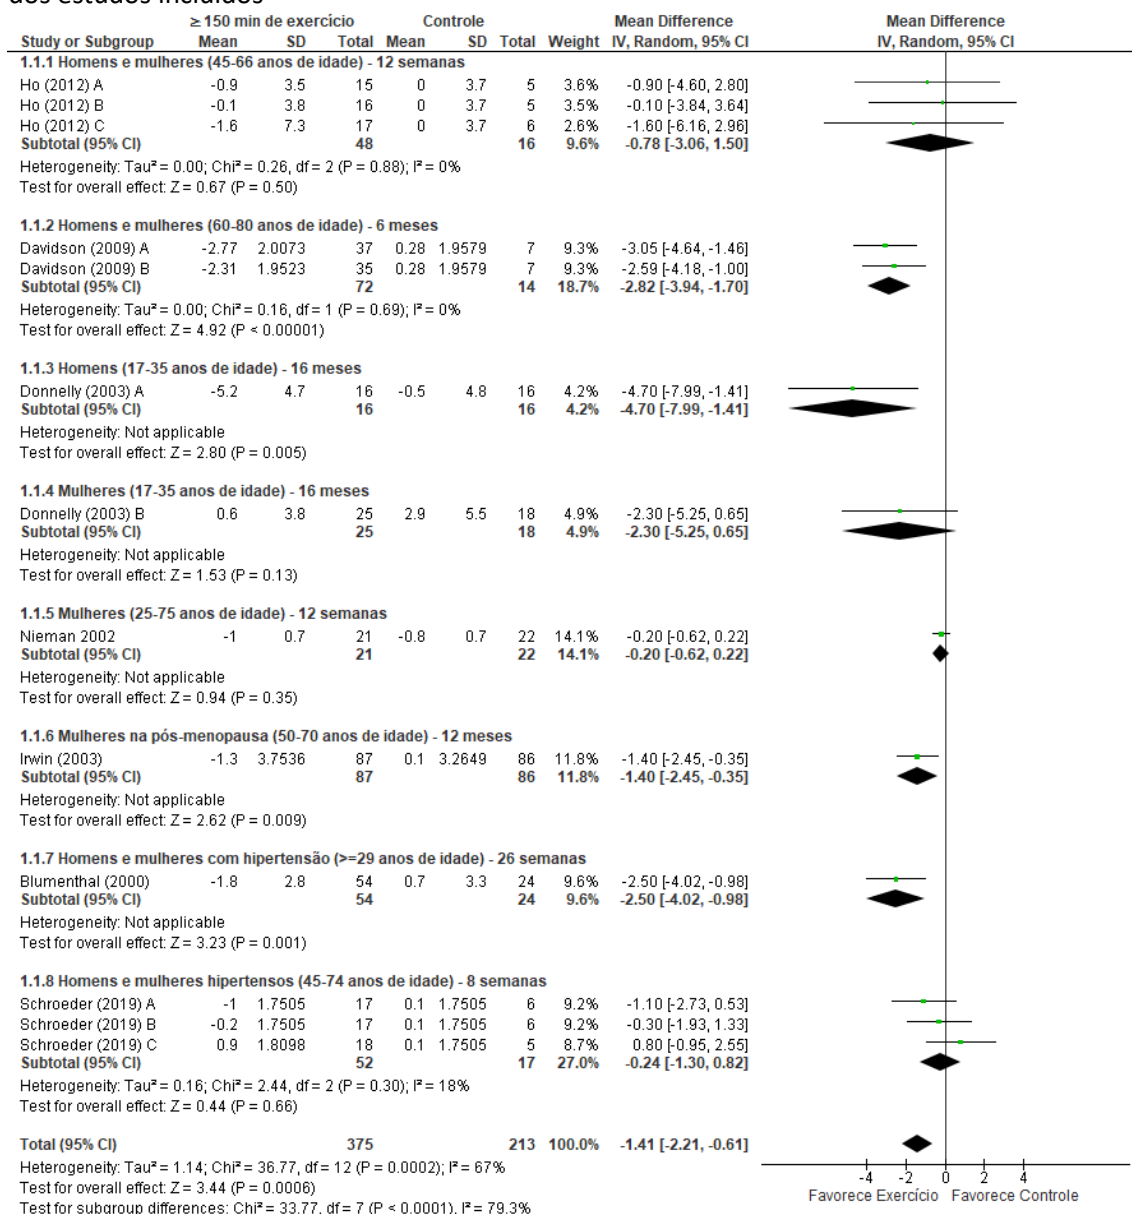 dos estudos incluídos
≥ 150 min de exercício Controle Mean Difference Mean Difference
Study or Subgroup Mean SD Total Mean SD Total Weight IV, Random, 95% CI IV, Random, 95% CI
1.1.1 Homens e mulheres (45-66 anos de idade) - 12 semanas
Ho (2012) A -0.9 3.5 15 0 3.7 5 3.6% -0.90 [-4.60, 2.80]
Ho (2012) B -0.1 3.8 16 0 3.7 5 3.5% -0.10 [-3.84, 3.64]
Ho (2012) C -1.6 7.3 17 0 3.7 6 2.6% -1.60 [-6.16, 2.96]
Subtotal (95% CI) 48 16 9.6% -0.78 [-3.06, 1.50]
Heterogeneity: Tau² = 0.00; Chi² = 0.26, df = 2 (P = 0.88); I² = 0%
Test for overall effect: Z = 0.67 (P = 0.50)
1.1.2 Homens e mulheres (60-80 anos de idade) - 6 meses
Davidson (2009) A -2.77 2.0073 37 0.28 1.9579 7 9.3% -3.05 [-4.64, -1.46]
Davidson (2009) B -2.31 1.9523 35 0.28 1.9579 7 9.3% -2.59 [-4.18, -1.00]
Subtotal (95% CI) 72 14 18.7% -2.82 [-3.94, -1.70]
Heterogeneity: Tau² = 0.00; Chi² = 0.16, df = 1 (P = 0.69); I² = 0%
Test for overall effect: Z = 4.92 (P < 0.00001)
1.1.3 Homens (17-35 anos de idade) - 16 meses
Donnelly (2003) A -5.2 4.7 16 -0.5 4.8 16 4.2% -4.70 [-7.99, -1.41]
Subtotal (95% CI) 16 16 4.2% -4.70 [-7.99, -1.41]
Heterogeneity: Not applicable
Test for overall effect: Z = 2.80 (P = 0.005)
1.1.4 Mulheres (17-35 anos de idade) - 16 meses
Donnelly (2003) B 0.6 3.8 25 2.9 5.5 18 4.9% -2.30 [-5.25, 0.65]
Subtotal (95% CI) 25 18 4.9% -2.30 [-5.25, 0.65]
Heterogeneity: Not applicable
Test for overall effect: Z = 1.53 (P = 0.13)
1.1.5 Mulheres (25-75 anos de idade) - 12 semanas
Nieman 2002 -1 0.7 21 -0.8 0.7 22 14.1% -0.20 [-0.62, 0.22]
Subtotal (95% CI) 21 22 14.1% -0.20 [-0.62, 0.22]
Heterogeneity: Not applicable
Test for overall effect: Z = 0.94 (P = 0.35)
1.1.6 Mulheres na pós-menopausa (50-70 anos de idade) - 12 meses
Irwin (2003) -1.3 3.7536 87 0.1 3.2649 86 11.8% -1.40 [-2.45, -0.35]
Subtotal (95% CI) 87 86 11.8% -1.40 [-2.45, -0.35]
Heterogeneity: Not applicable
Test for overall effect: Z = 2.62 (P = 0.009)
1.1.7 Homens e mulheres com hipertensão (>=29 anos de idade) - 26 semanas
Blumenthal (2000) -1.8 2.8 54 0.7 3.3 24 9.6% -2.50 [-4.02, -0.98]
Subtotal (95% CI) 54 24 9.6% -2.50 [-4.02, -0.98]
Heterogeneity: Not applicable
Test for overall effect: Z = 3.23 (P = 0.001)
1.1.8 Homens e mulheres hipertensos (45-74 anos de idade) - 8 semanas
Schroeder (2019) A -1 1.7505 17 0.1 1.7505 6 9.2% -1.10 [-2.73, 0.53]
Schroeder (2019) B -0.2 1.7505 17 0.1 1.7505 6 9.2% -0.30 [-1.93, 1.33]
Schroeder (2019) C 0.9 1.8098 18 0.1 1.7505 5 8.7% 0.80 [-0.95, 2.55]
Subtotal (95% CI) 52 17 27.0% -0.24 [-1.30, 0.82]
Heterogeneity: Tau² = 0.16; Chi² = 2.44, df = 2 (P = 0.30); I² = 18%
Test for overall effect: Z = 0.44 (P = 0.66)
Total (95% CI) 375 213 100.0% -1.41 [-2.21, -0.61]
Heterogeneity: Tau² = 1.14; Chi² = 36.77, df = 12 (P = 0.0002); I² = 67%
Test for overall effect: Z = 3.44 (P = 0.0006)
Test for subgroup differences: Chi² = 33.77, df = 7 (P < 0.0001), I² = 79.3%
-4 -2 0 2 4
Favorece Exercício Favorece Controle